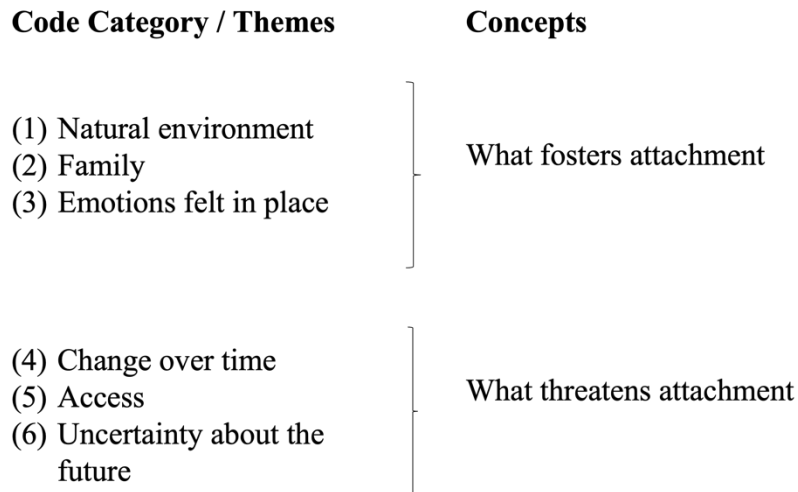 Code Category / Themes
Concepts
(1) Natural environment
(2) Family
(3) Emotions felt in place
What fosters attachment
(4) Change over time
(5) Access
(6) Uncertainty about the
future
What threatens attachment